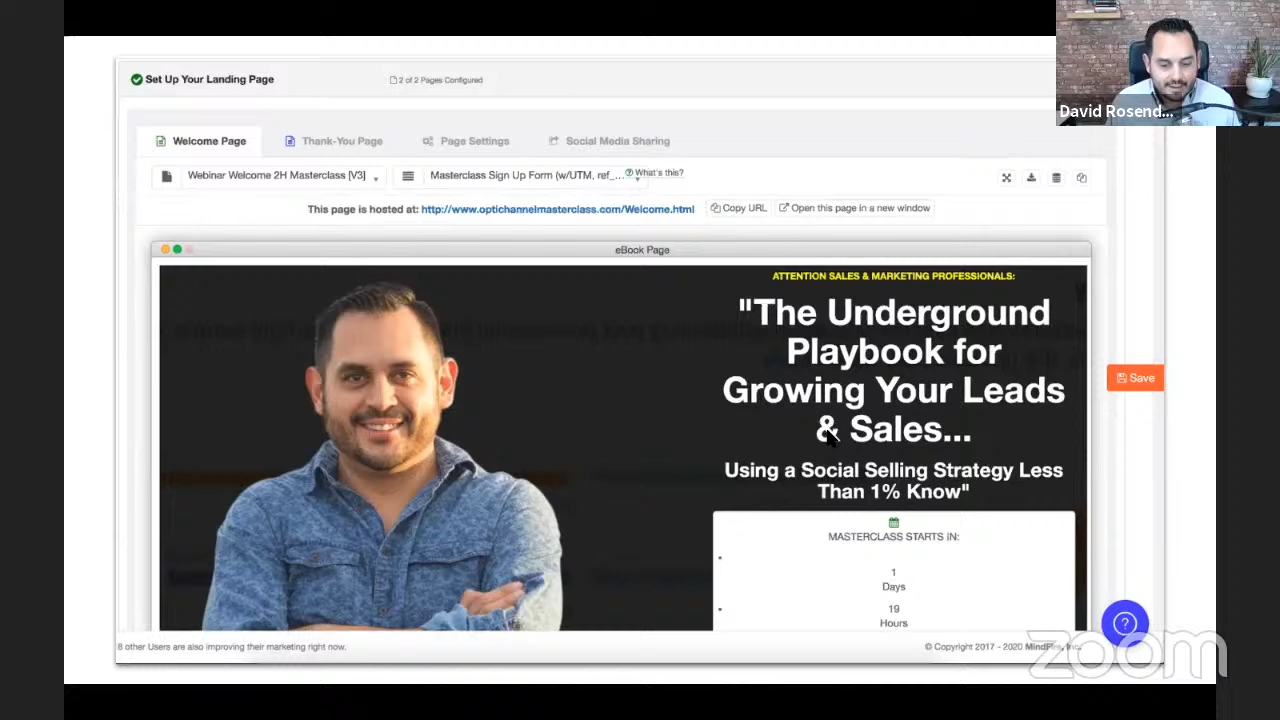 David Rosend...
Set Up Your Landing Page
2 of 2 Pages Configured
Welcome Page
Thank-You Page
Page Settings
Social Media Sharing
Webinar Welcome 2H Masterclass [V3]
Masterclass Sign Up Form (w/UTM, ref_...
What's this?
This page is hosted at: http://www.optichannelmasterclass.com/Welcome.html
Copy URL
Open this page in a new window
eBook Page
ATTENTION SALES & MARKETING PROFESSIONALS:
"The Underground
Playbook for
Growing Your Leads
& Sales...
Using a Social Selling Strategy Less
Than 1% Know"
Save
MASTERCLASS STARTS IN:
1
Days
19
Hours
8 other Users are also improving their marketing right now.
© Copyright 2017 - 2020 MindFire, Inc.
zoom